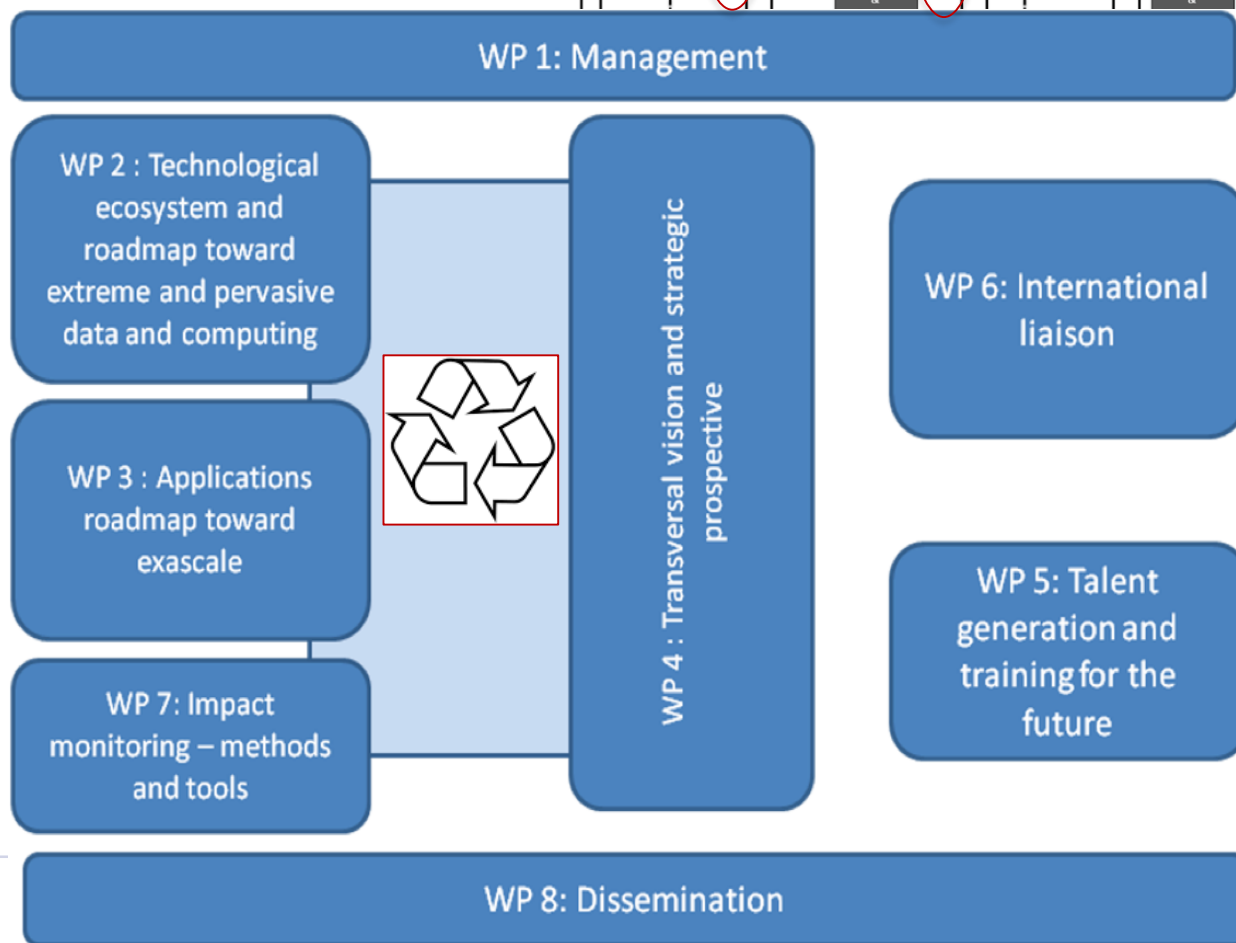 WP 1: Management
WP 2 : Technological
ecosystem and
roadmap toward
extreme and pervasive
data and computing
WP 3 : Applications
roadmap toward
exascale
WP 7: Impact
monitoring – methods
and tools
WP 4 : Transversal vision and strategic
prospective
WP 6: International
liaison
WP 5: Talent
generation and
training for the
future
WP 8: Dissemination